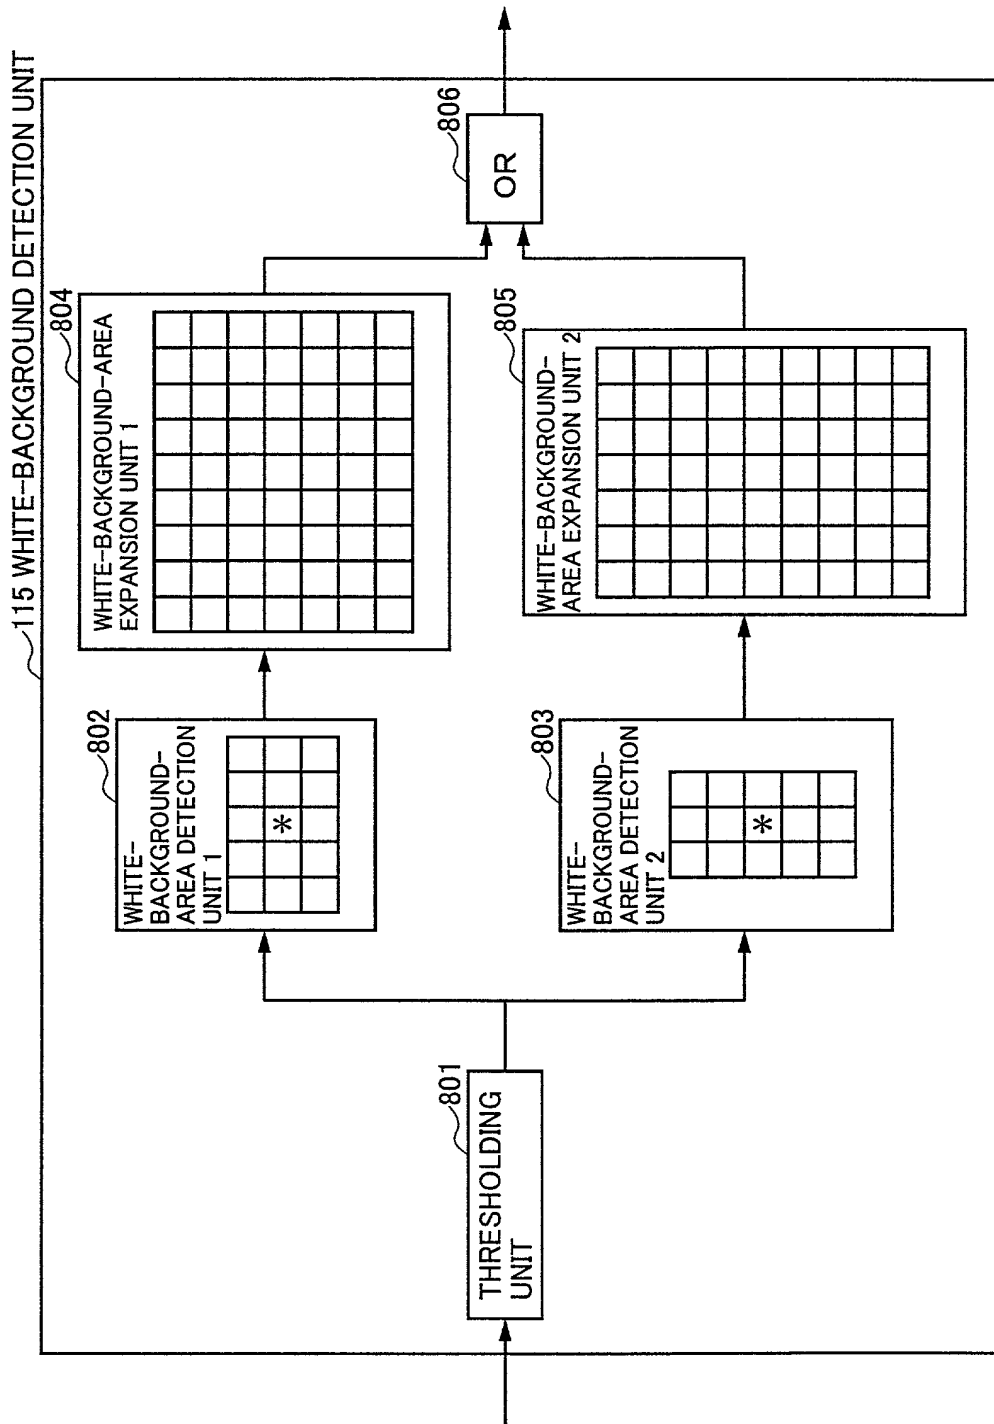 115 WHITE-BACKGROUND DETECTION UNIT
801
THRESHOLDING
UNIT
802
WHITE-
BACKGROUND-
AREA DETECTION
UNIT 1
*
804
WHITE-BACKGROUND-AREA
EXPANSION UNIT 1
803
WHITE-
BACKGROUND-
AREA DETECTION
UNIT 2
*
805
WHITE-BACKGROUND-
AREA EXPANSION UNIT 2
806
OR